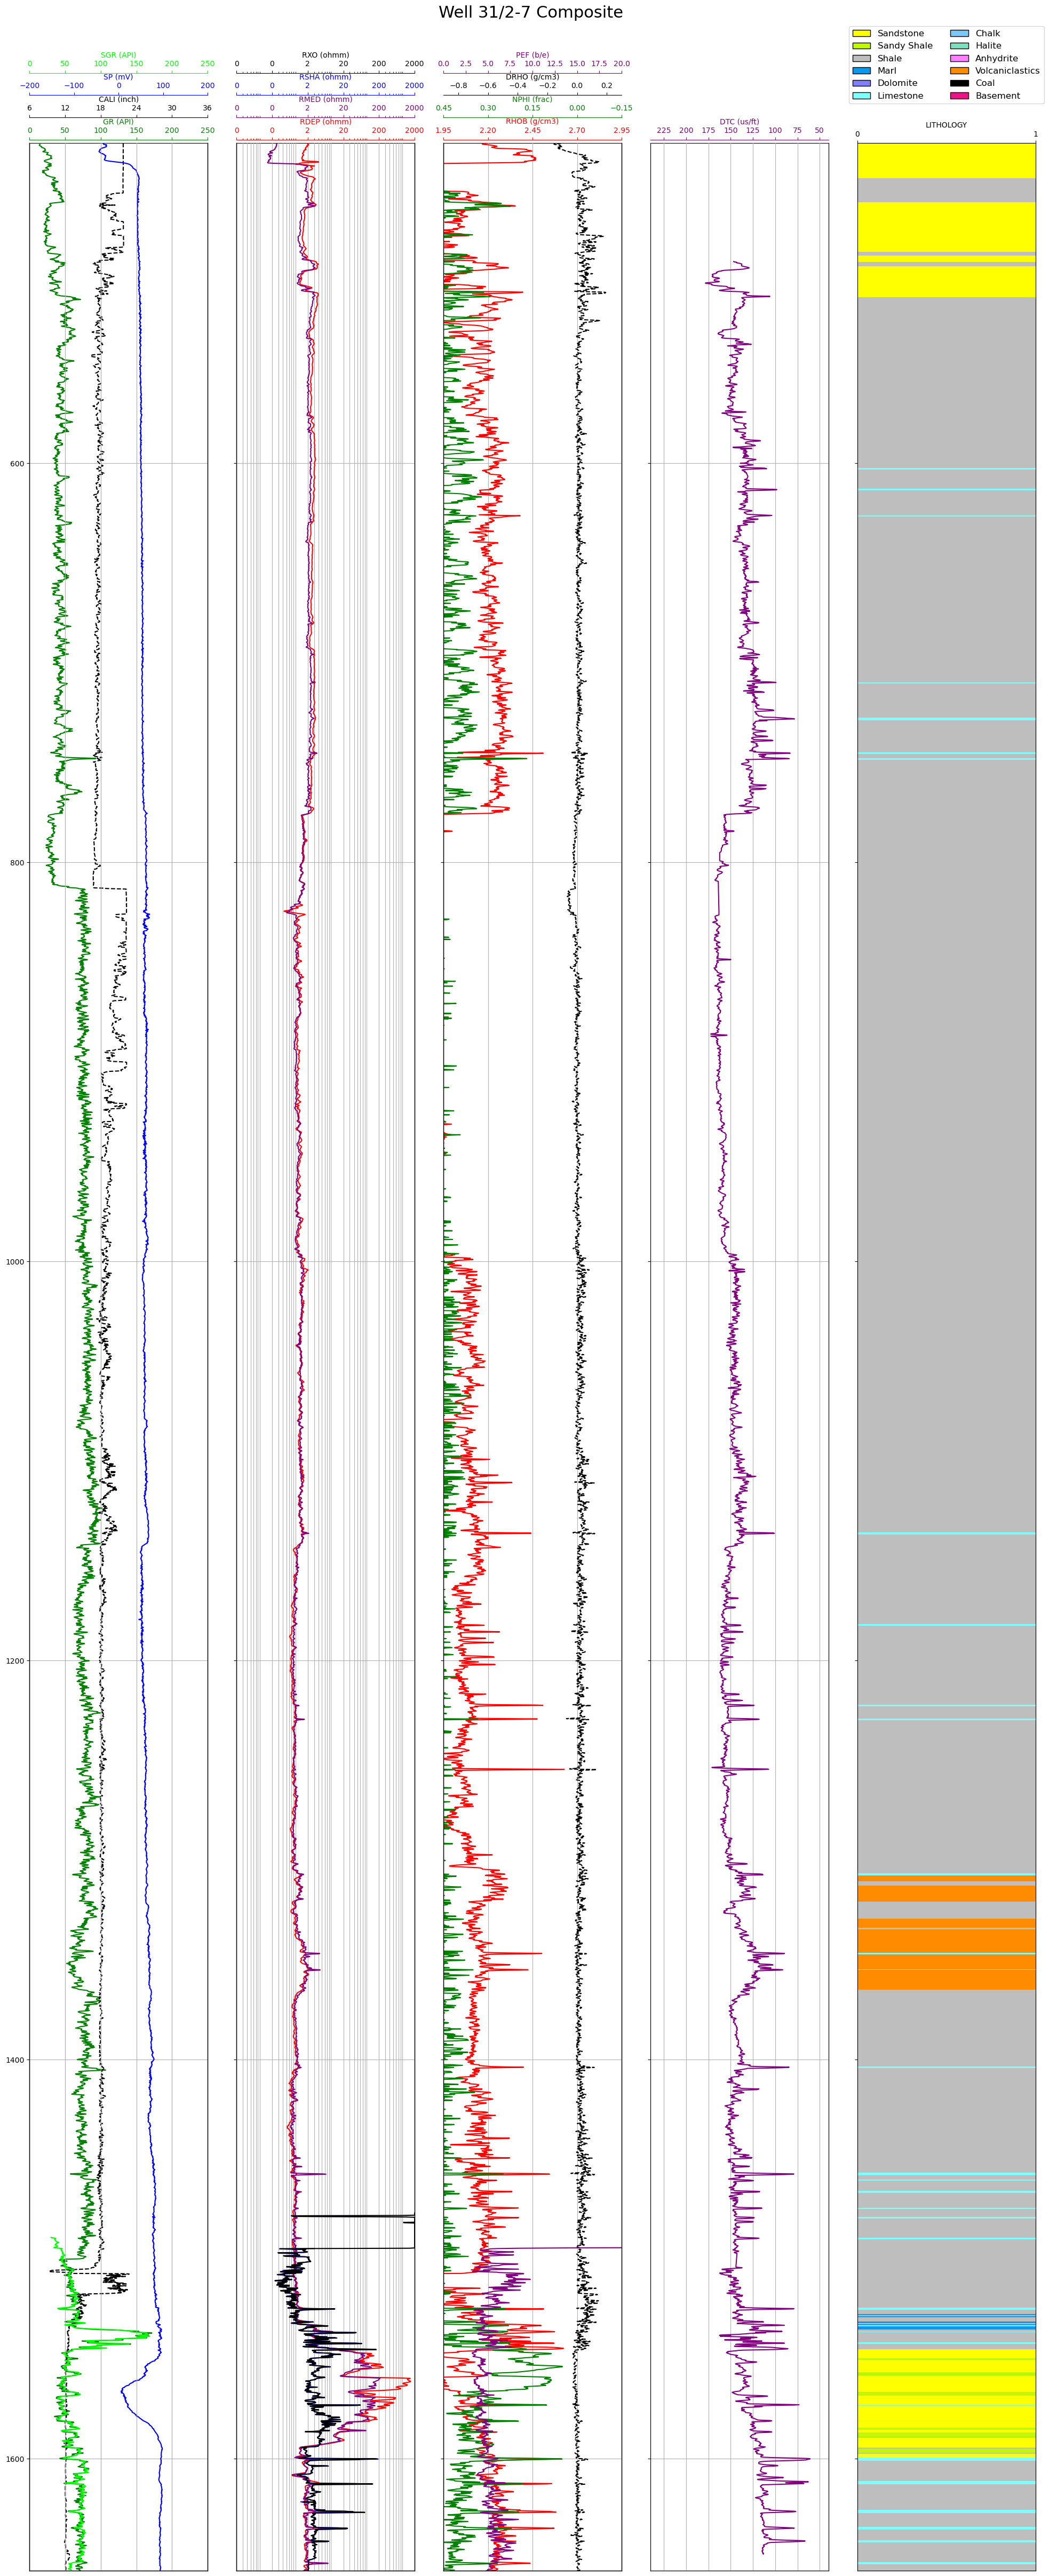 Well 31/2-7 Composite
Sandstone Chalk
Sandy Shale Halite
Shale Anhydrite
Marl Volcaniclastics
Dolomite Coal
Limestone Basement
SGR (API) RXO (ohmm) PEF (b/e)
0 50 100 150 200 250 0 0 2 20 200 2000 0.0 2.5 5.0 7.5 10.0 12.5 15.0 17.5 20.0
SP (mV) RSHA (ohmm) DRHO (g/cm3)
−200 −100 0 100 200 0 0 2 20 200 2000 −0.8 −0.6 −0.4 −0.2 0.0 0.2
CALI (inch) RMED (ohmm) NPHI (frac)
6 12 18 24 30 36 0 0 2 20 200 2000 0.45 0.30 0.15 0.00 −0.15
GR (API) RDEP (ohmm) RHOB (g/cm3) DTC (us/ft) LITHOLOGY
0 50 100 150 200 250 0 0 2 20 200 2000 1.95 2.20 2.45 2.70 2.95 225 200 175 150 125 100 75 50 0 1
600
800
1000
1200
1400
1600